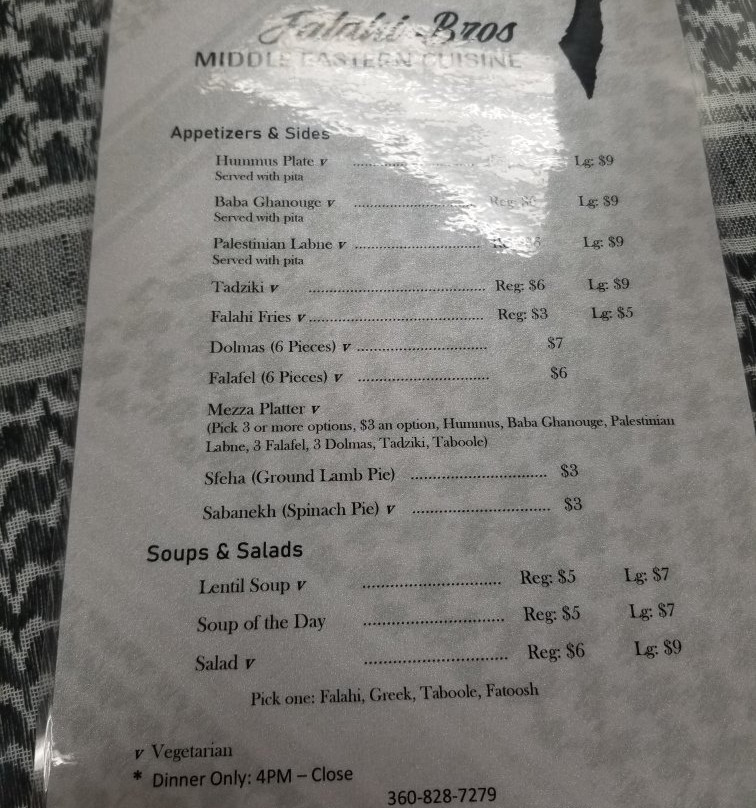 Falahi Bros
MIDDLE EASTERN CUISINE
Appetizers & Sides
Hummus Plate v .................... Lg: $9
Served with pita
Baba Ghanouge v .................... Reg: Lg: $9
Served with pita
Palestinian Labne v .................... Lg: $9
Served with pita
Tadziki v .................... Reg: $6 Lg: $9
Falahi Fries v .................... Reg: $3 Lg: $5
Dolmas (6 Pieces) v .................... $7
Falafel (6 Pieces) v .................... $6
Mezza Platter v
(Pick 3 or more options, $3 an option, Hummus, Baba Ghanouge, Palestinian
Labne, 3 Falafel, 3 Dolmas, Tadziki, Taboole)
Sfeha (Ground Lamb Pie) .................... $3
Sabanekh (Spinach Pie) v .................... $3
Soups & Salads
Lentil Soup v .................... Reg: $5 Lg: $7
Soup of the Day .................... Reg: $5 Lg: $7
Salad v .................... Reg: $6 Lg: $9
Pick one: Falahi, Greek, Taboole, Fatoosh
v Vegetarian
* Dinner Only: 4PM – Close
360-828-7279